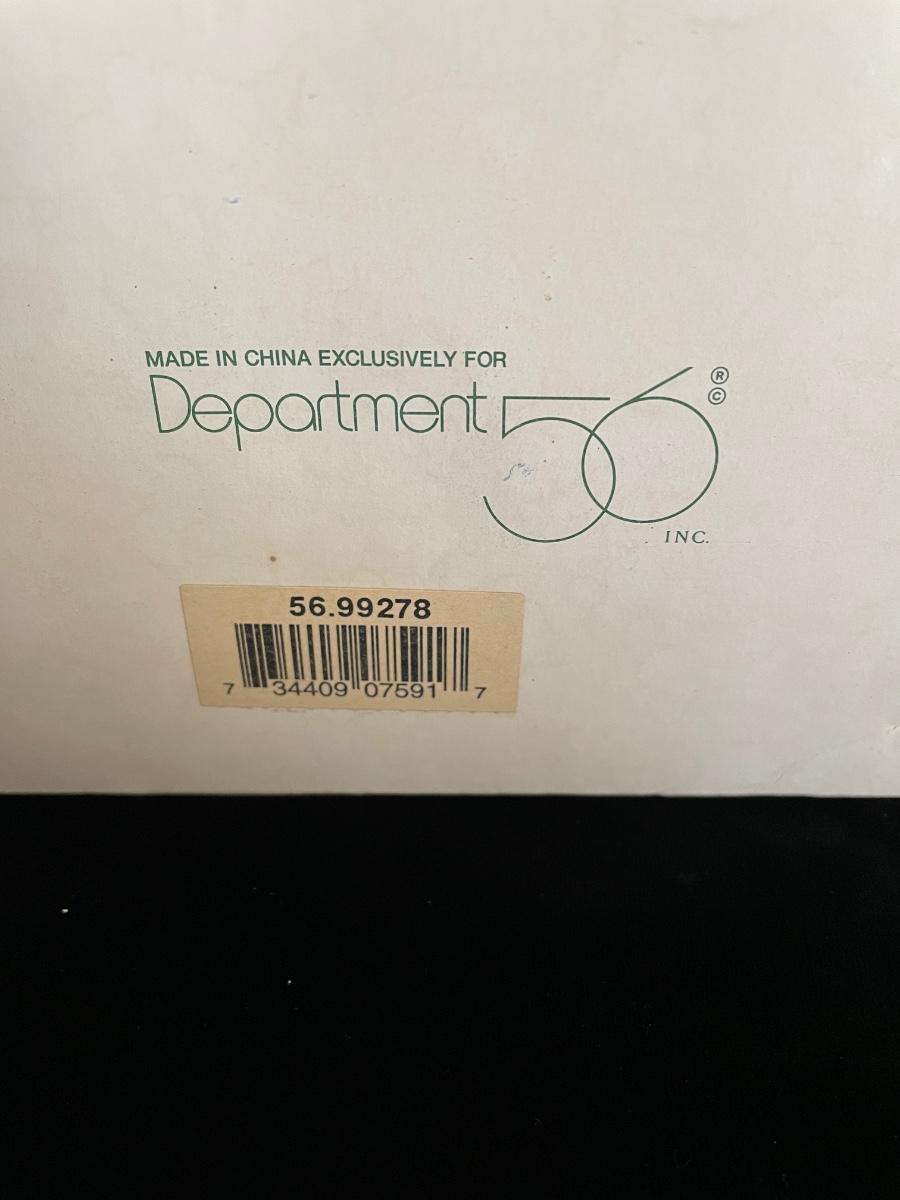 MADE IN CHINA EXCLUSIVELY FOR
Department 56 ® ©
INC.
56.99278
7 34409 07591 7